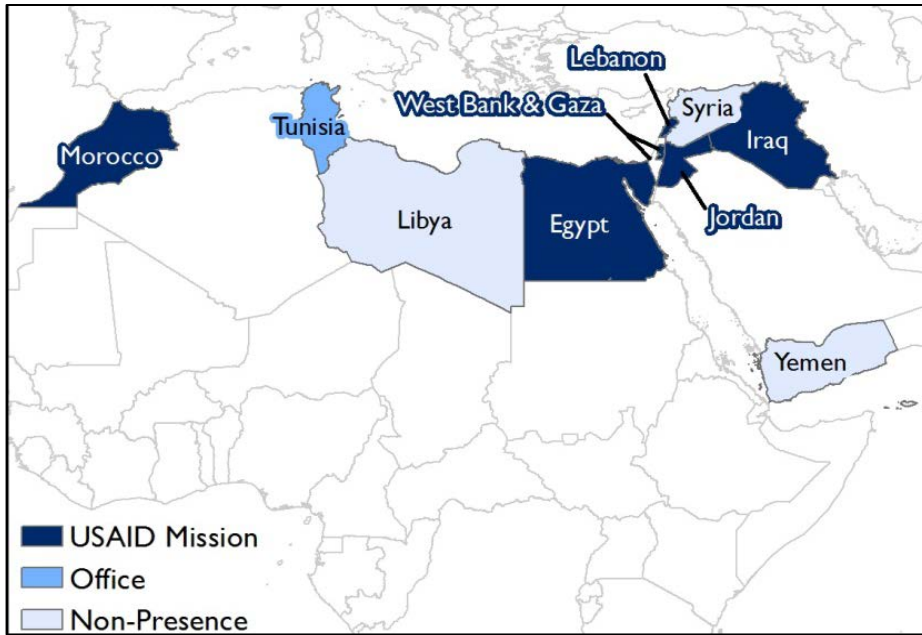 Lebanon
West Bank & Gaza
Syria
Iraq
Tunisia
Morocco
Libya
Egypt
Jordan
Yemen
USAID Mission
Office
Non-Presence